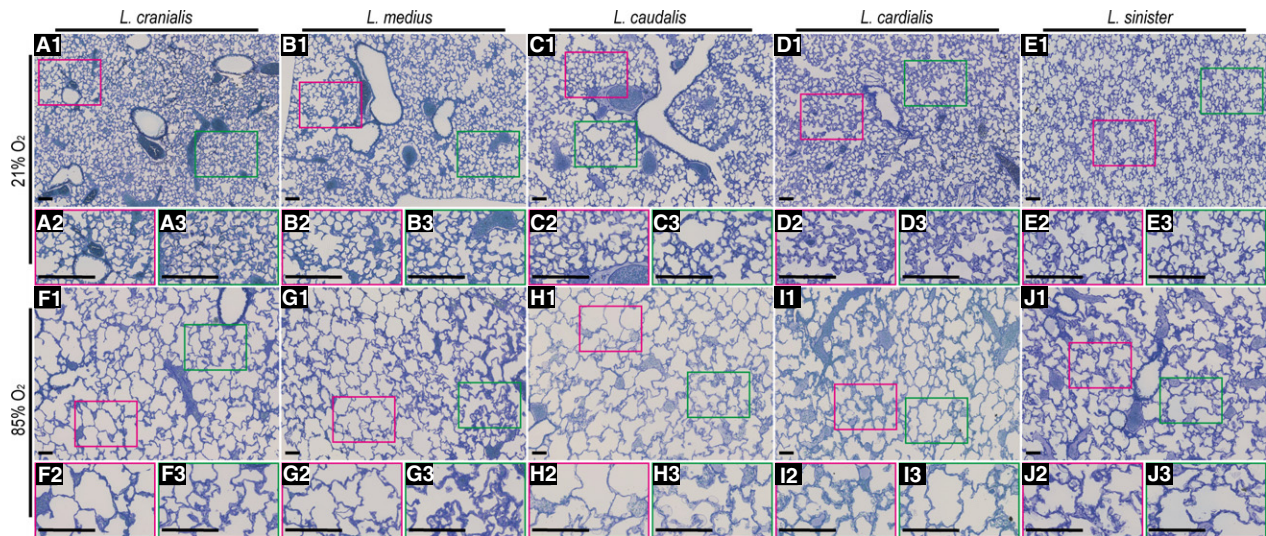 L. cranialis L. medius L. caudalis L. cardialis L. sinister
21% O₂
A1 B1 C1 D1 E1
A2 A3 B2 B3 C2 C3 D2 D3 E2 E3
85% O₂
F1 G1 H1 I1 J1
F2 F3 G2 G3 H2 H3 I2 I3 J2 J3